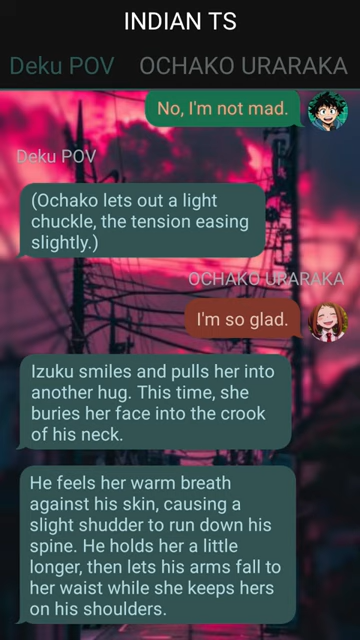 INDIAN TS
Deku POV OCHAKO URARAKA
No, I'm not mad.
Deku POV
(Ochako lets out a light
chuckle, the tension easing
slightly.)
OCHAKO URARAKA
I'm so glad.
Izuku smiles and pulls her into
another hug. This time, she
buries her face into the crook
of his neck.
He feels her warm breath
against his skin, causing a
slight shudder to run down his
spine. He holds her a little
longer, then lets his arms fall to
her waist while she keeps hers
on his shoulders.